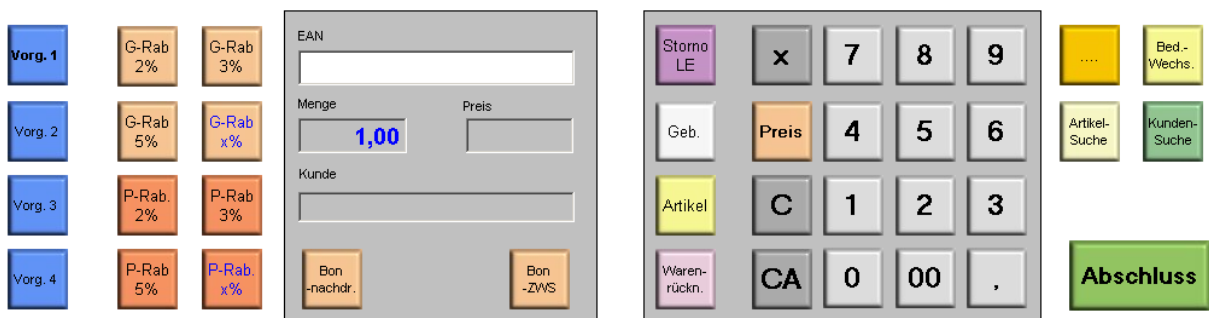 Vorg. 1
G-Rab
2%
G-Rab
3%
EAN
Storno
LE
x
7
8
9
....
Bed.-
Wechs.
Vorg. 2
G-Rab
5%
G-Rab
x%
Menge
Preis
1,00
Geb.
Preis
4
5
6
Artikel-
Suche
Kunden-
Suche
Vorg. 3
P-Rab.
2%
P-Rab
3%
Kunde
Artikel
C
1
2
3
Vorg. 4
P-Rab
5%
P-Rab.
x%
Bon
-nachdr.
Bon
-ZWS
Waren-
rückn.
CA
0
00
,
Abschluss